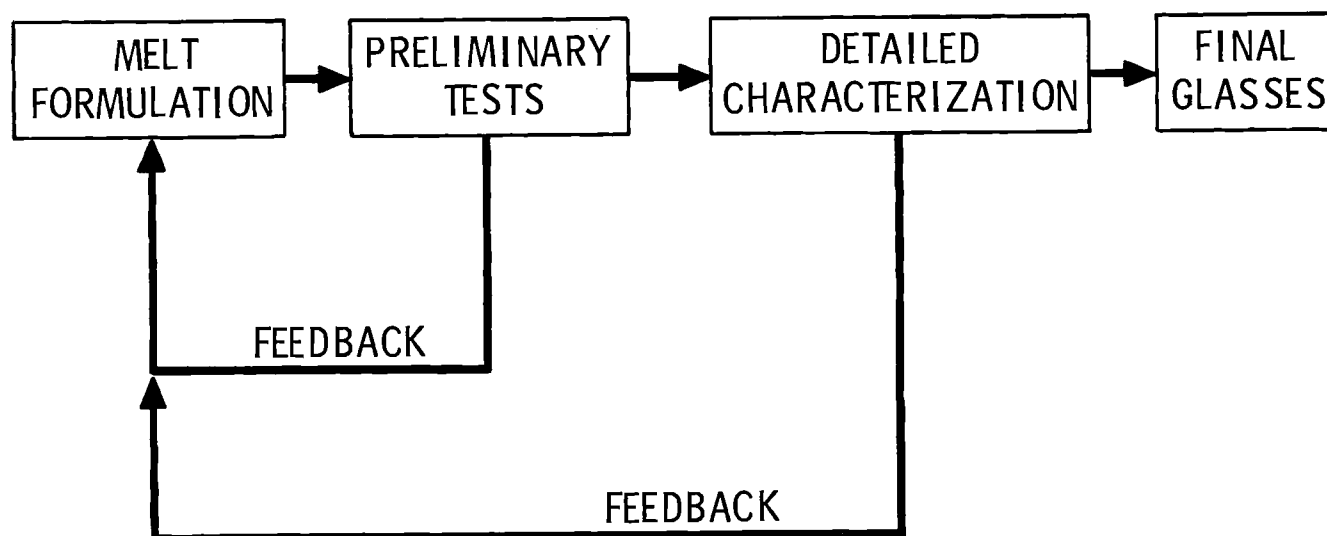 MELT
FORMULATION
PRELIMINARY
TESTS
DETAILED
CHARACTERIZATION
FINAL
GLASSES
FEEDBACK
FEEDBACK